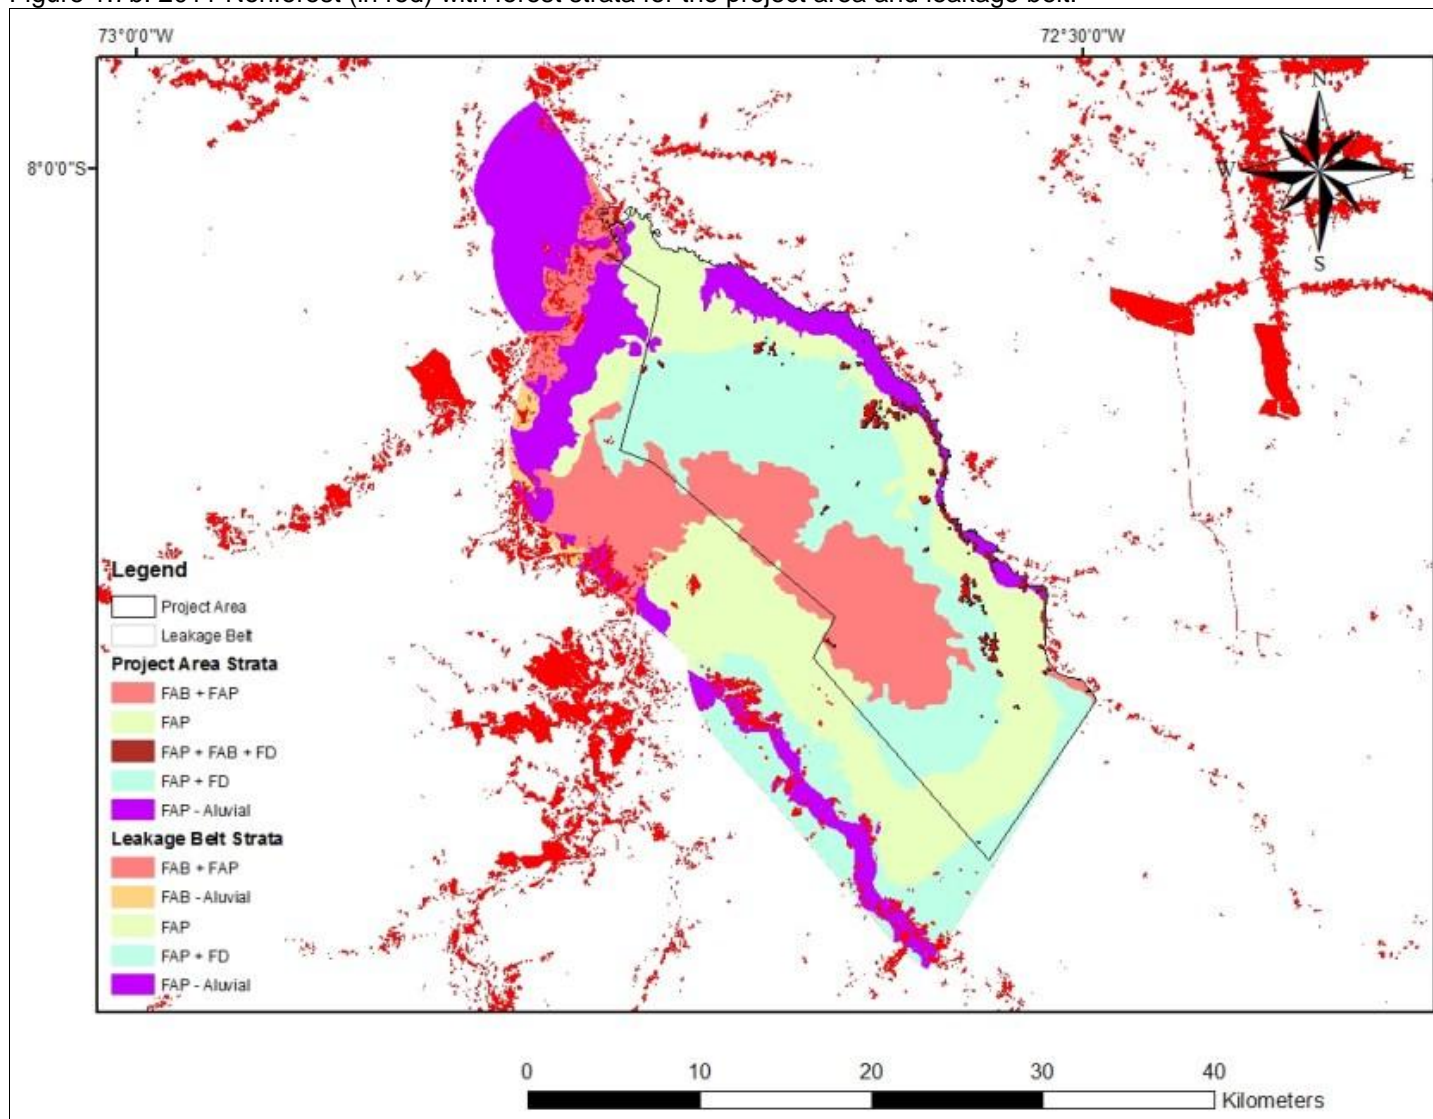 73°0'0"W
72°30'0"W
8°0'0"S
N
W
E
S
Legend
Project Area
Leakage Belt
Project Area Strata
FAB + FAP
FAP
FAP + FAB + FD
FAP + FD
FAP - Aluvial
Leakage Belt Strata
FAB + FAP
FAB - Aluvial
FAP
FAP + FD
FAP - Aluvial
0
10
20
30
40
Kilometers